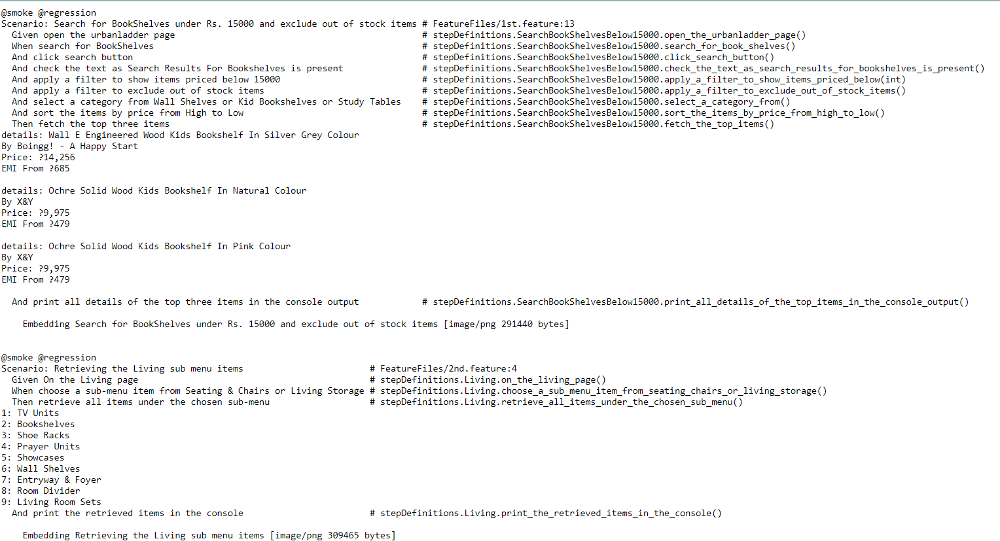 @smoke @regression
Scenario: Search for BookShelves under Rs. 15000 and exclude out of stock items # FeatureFiles/1st.feature:13
  Given open the urbanladder page                                               # stepDefinitions.SearchBookShelvesBelow15000.open_the_urbanladder_page()
  When search for BookShelves                                                   # stepDefinitions.SearchBookShelvesBelow15000.search_for_book_shelves()
  And click search button                                                       # stepDefinitions.SearchBookShelvesBelow15000.click_search_button()
  And check the text as Search Results For Bookshelves is present               # stepDefinitions.SearchBookShelvesBelow15000.check_the_text_as_search_results_for_bookshelves_is_present()
  And apply a filter to show items priced below 15000                           # stepDefinitions.SearchBookShelvesBelow15000.apply_a_filter_to_show_items_priced_below(int)
  And apply a filter to exclude out of stock items                              # stepDefinitions.SearchBookShelvesBelow15000.apply_a_filter_to_exclude_out_of_stock_items()
  And select a category from Wall Shelves or Kid Bookshelves or Study Tables    # stepDefinitions.SearchBookShelvesBelow15000.select_a_category_from()
  And sort the items by price from High to Low                                  # stepDefinitions.SearchBookShelvesBelow15000.sort_the_items_by_price_from_high_to_low()
  Then fetch the top three items                                                # stepDefinitions.SearchBookShelvesBelow15000.fetch_the_top_items()
details: Wall E Engineered Wood Kids Bookshelf In Silver Grey Colour
By Boingg! - A Happy Start
Price: ?14,256
EMI From ?685

details: Ochre Solid Wood Kids Bookshelf In Natural Colour
By X&Y
Price: ?9,975
EMI From ?479

details: Ochre Solid Wood Kids Bookshelf In Pink Colour
By X&Y
Price: ?9,975
EMI From ?479

  And print all details of the top three items in the console output            # stepDefinitions.SearchBookShelvesBelow15000.print_all_details_of_the_top_items_in_the_console_output()

    Embedding Search for BookShelves under Rs. 15000 and exclude out of stock items [image/png 291440 bytes]


@smoke @regression
Scenario: Retrieving the Living sub menu items                        # FeatureFiles/2nd.feature:4
  Given On the Living page                                            # stepDefinitions.Living.on_the_living_page()
  When choose a sub-menu item from Seating & Chairs or Living Storage # stepDefinitions.Living.choose_a_sub_menu_item_from_seating_chairs_or_living_storage()
  Then retrieve all items under the chosen sub-menu                   # stepDefinitions.Living.retrieve_all_items_under_the_chosen_sub_menu()
1: TV Units
2: Bookshelves
3: Shoe Racks
4: Prayer Units
5: Showcases
6: Wall Shelves
7: Entryway & Foyer
8: Room Divider
9: Living Room Sets
  And print the retrieved items in the console                        # stepDefinitions.Living.print_the_retrieved_items_in_the_console()

    Embedding Retrieving the Living sub menu items [image/png 309465 bytes]